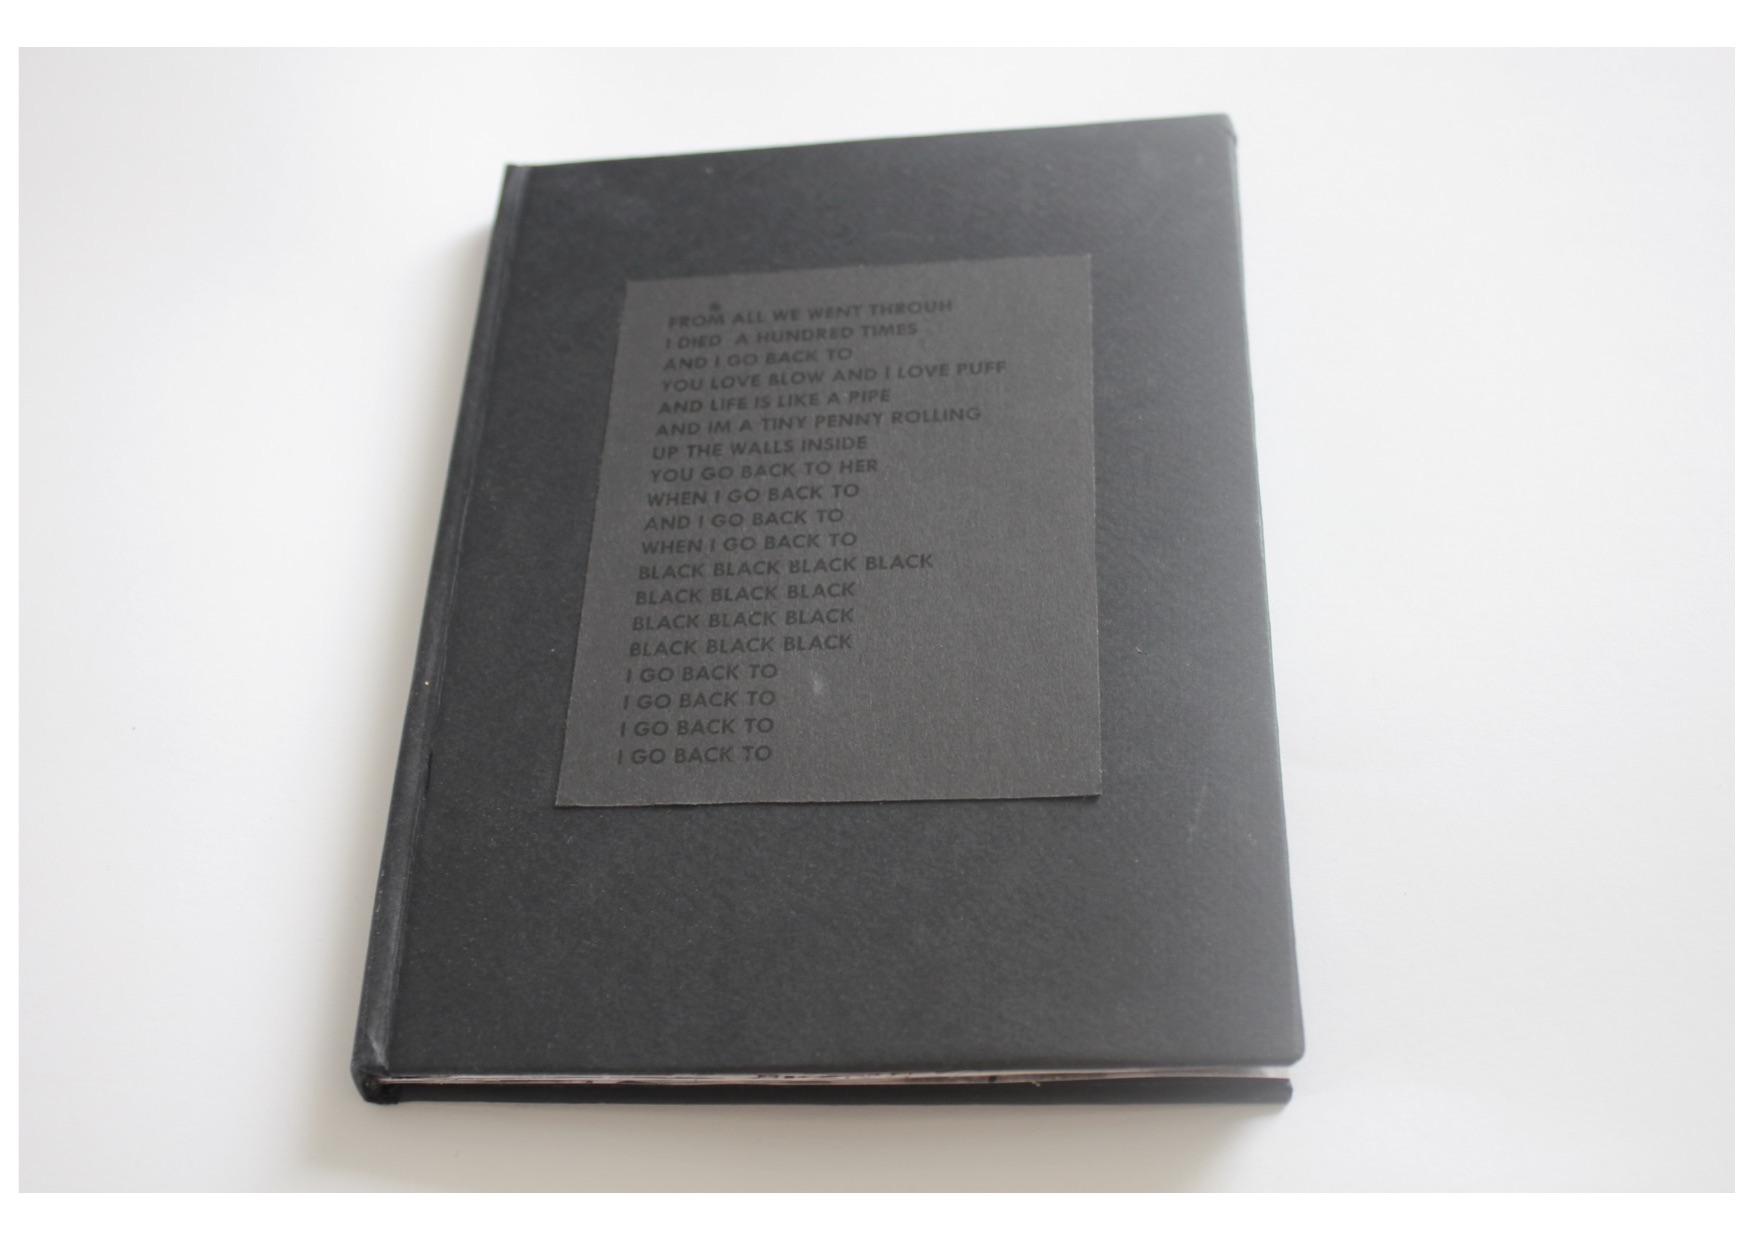 FROM ALL WE WENT THROUH
I DIED A HUNDRED TIMES
AND I GO BACK TO
YOU LOVE BLOW AND I LOVE PUFF
AND LIFE IS LIKE A PIPE
AND IM A TINY PENNY ROLLING
UP THE WALLS INSIDE
YOU GO BACK TO HER
WHEN I GO BACK TO
AND I GO BACK TO
WHEN I GO BACK TO
BLACK BLACK BLACK BLACK
BLACK BLACK BLACK
BLACK BLACK BLACK
BLACK BLACK BLACK
I GO BACK TO
I GO BACK TO
I GO BACK TO
I GO BACK TO